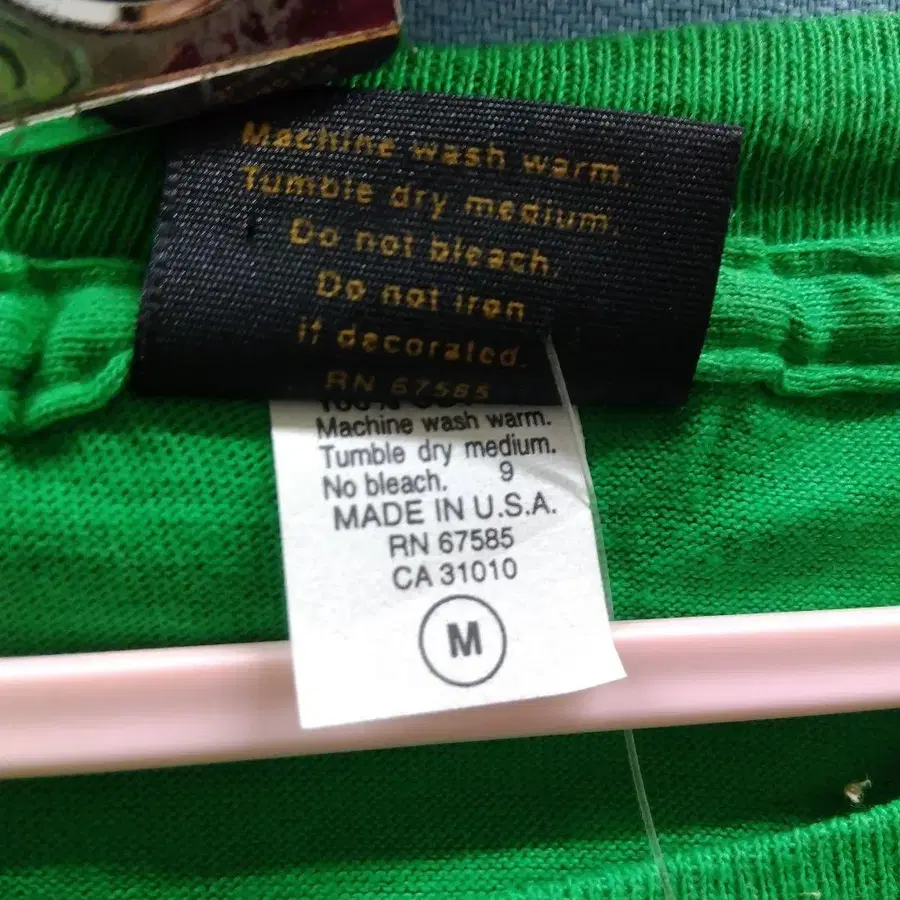 Machine wash warm.
Tumble dry medium.
Do not bleach.
Do not iron
if decorated.
RN 67585
Machine wash warm.
Tumble dry medium.
No bleach. 9
MADE IN U.S.A.
RN 67585
CA 31010
M